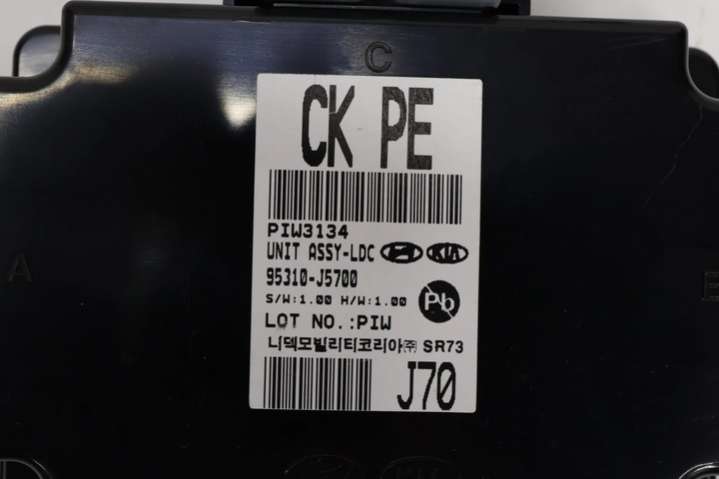 C
CK PE
PIW3134
UNIT ASSY-LDC KIA
95310-J5700
S/W:1.00 H/W:1.00 Pb
LOT NO.:PIW
니덱모빌리티코리아㈜ SR73
J70
A